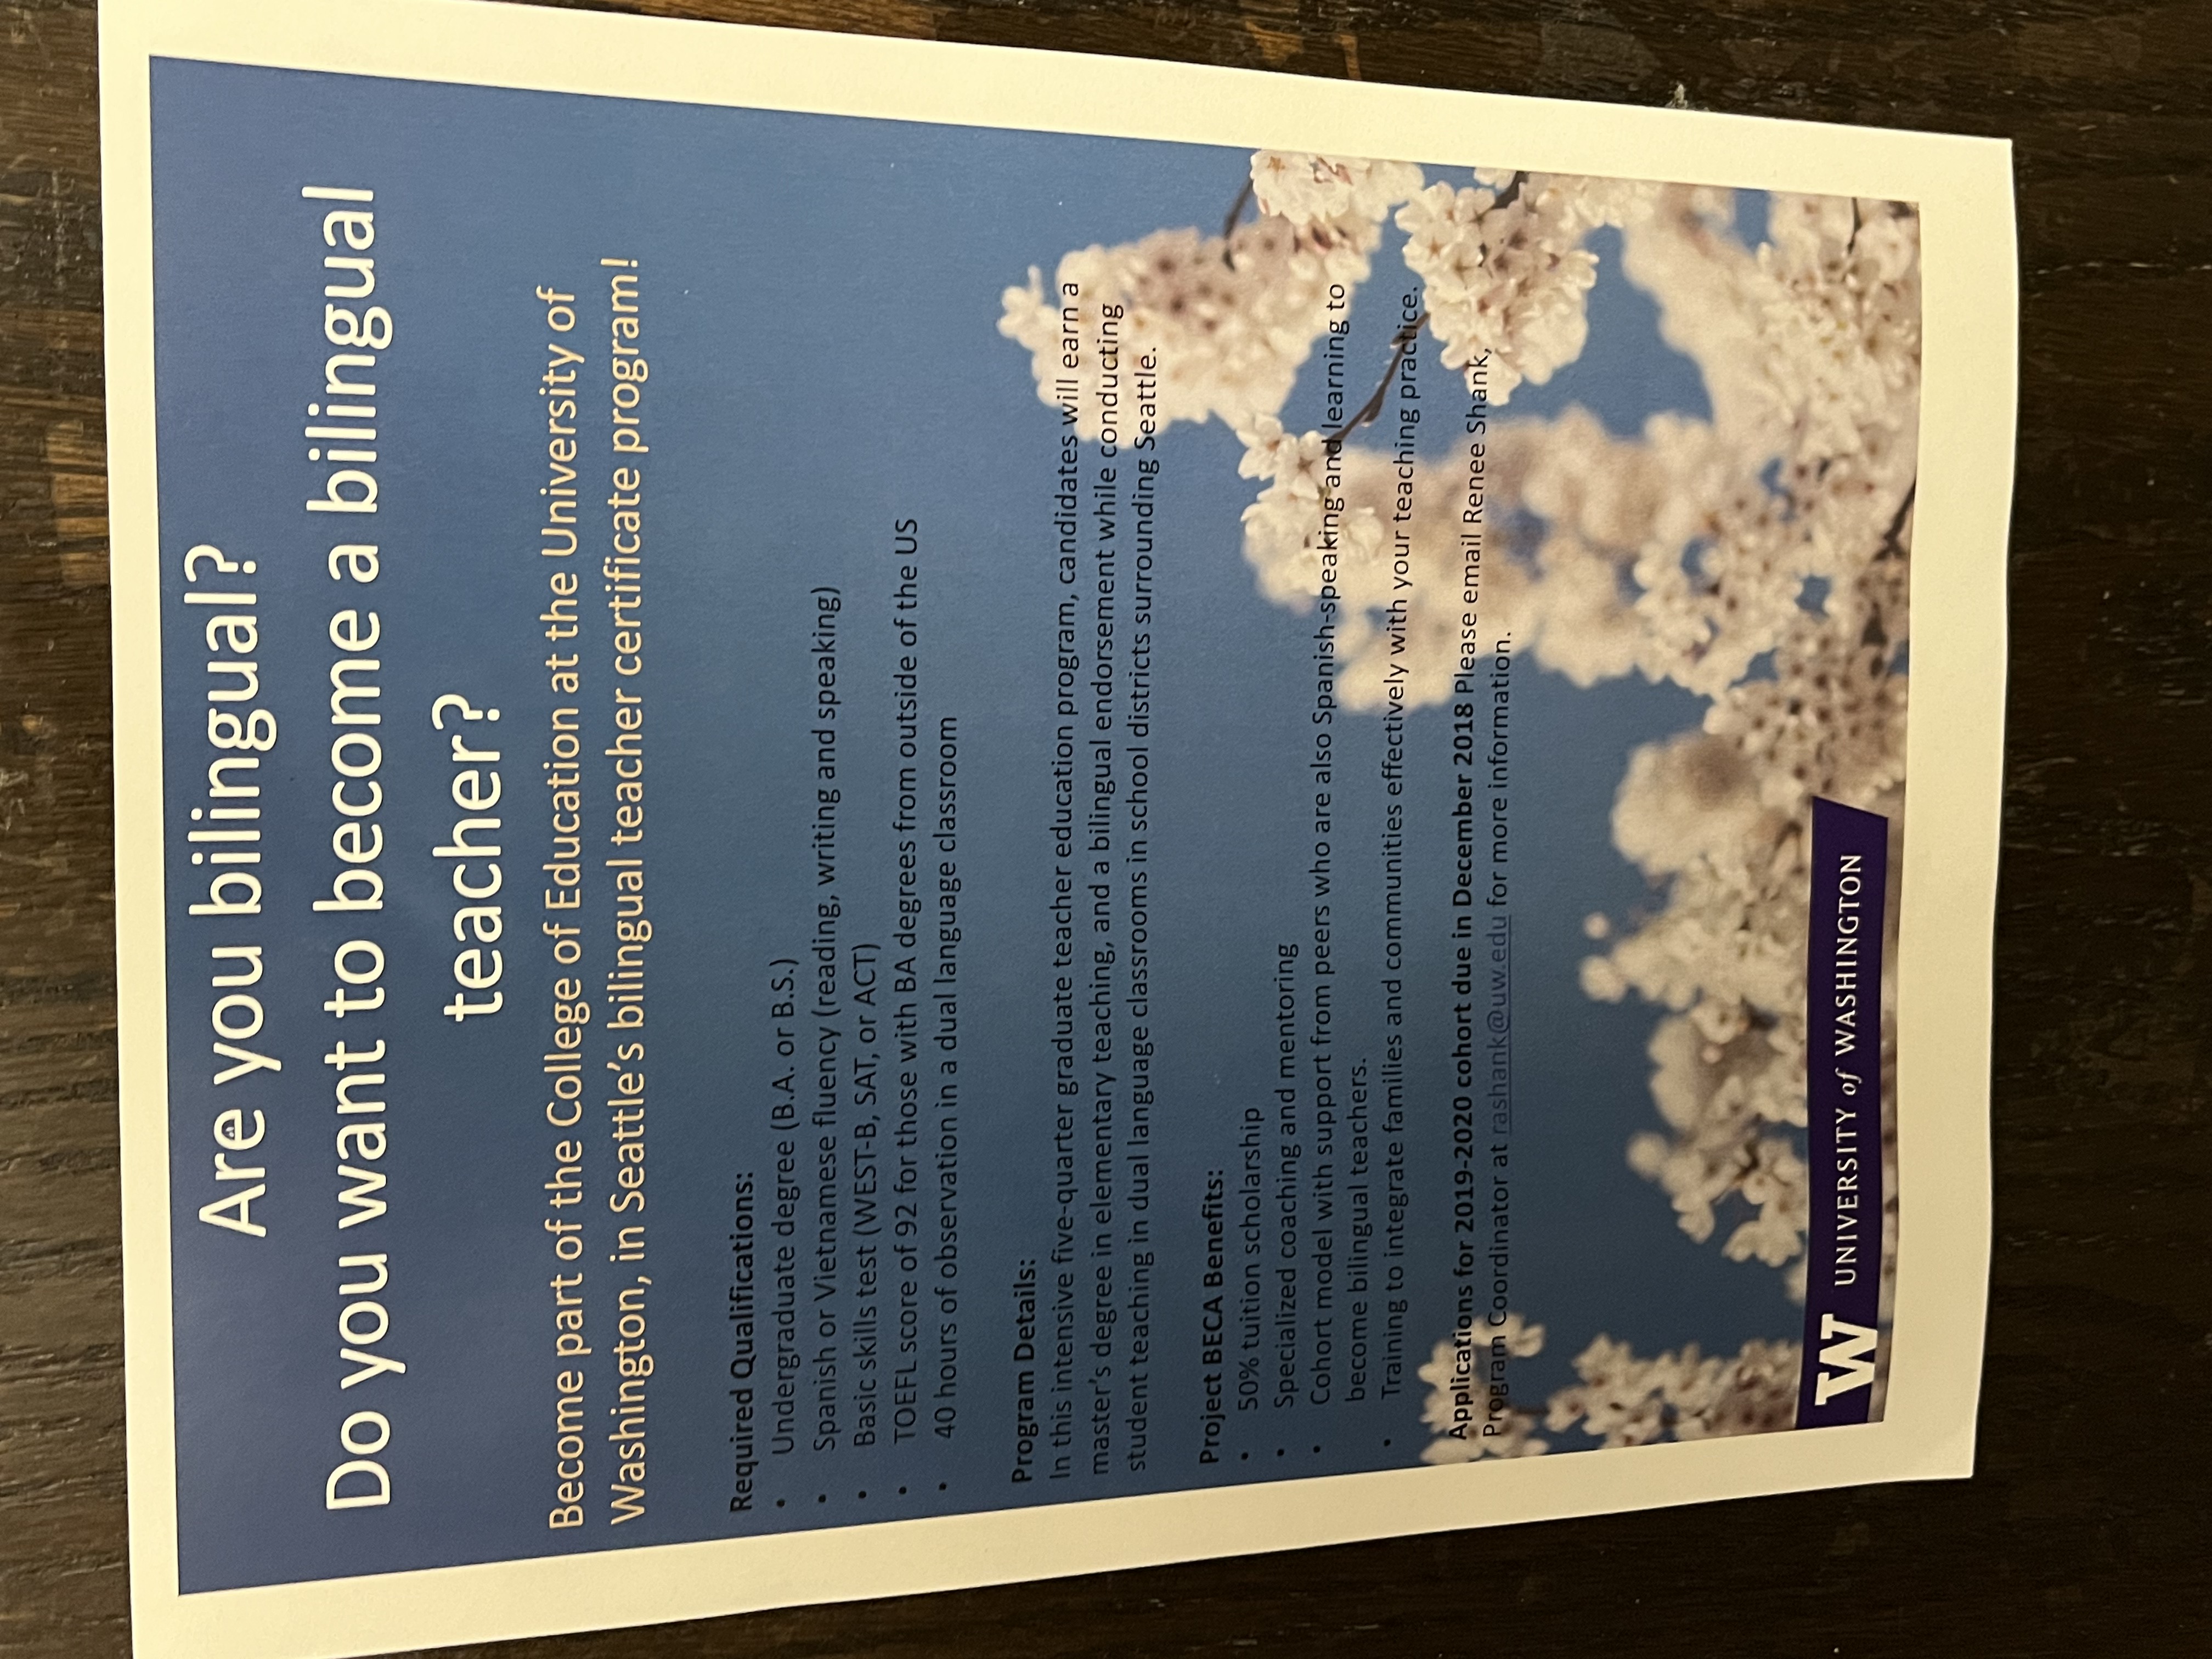 Are you bilingual?
Do you want to become a bilingual
teacher?
Become part of the College of Education at the University of
Washington, in Seattle's bilingual teacher certificate program!
Required Qualifications:
• Undergraduate degree (B.A. or B.S.)
• Spanish or Vietnamese fluency (reading, writing and speaking)
• Basic skills test (WEST-B, SAT, or ACT)
• TOEFL score of 92 for those with BA degrees from outside of the US
• 40 hours of observation in a dual language classroom
Program Details:
In this intensive five-quarter graduate teacher education program, candidates will earn a
master's degree in elementary teaching, and a bilingual endorsement while conducting
student teaching in dual language classrooms in school districts surrounding Seattle.
Project BECA Benefits:
• 50% tuition scholarship
• Specialized coaching and mentoring
• Cohort model with support from peers who are also Spanish-speaking and learning to
become bilingual teachers.
• Training to integrate families and communities effectively with your teaching practice.
Applications for 2019-2020 cohort due in December 2018 Please email Renee Shank,
Program Coordinator at rashank@uw.edu for more information.
W UNIVERSITY of WASHINGTON